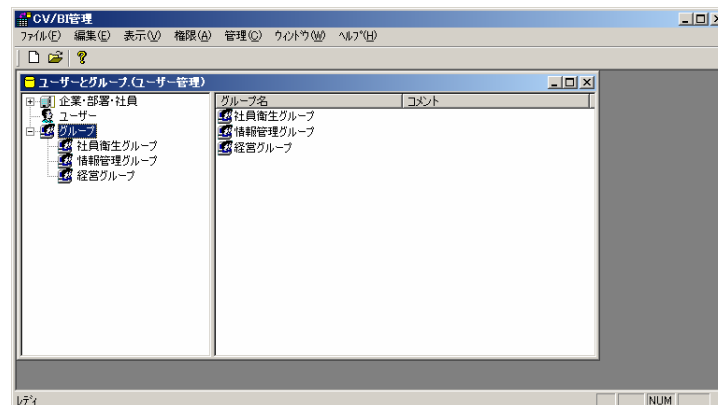 CV/BI管理
ﾌｧｲﾙ(F) 編集(E) 表示(V) 権限(A) 管理(C) ｳｨﾝﾄﾞｳ(W) ﾍﾙﾌﾟ(H)
ユーザーとグループ.(ユーザー管理)
企業・部署・社員
ユーザー
グループ
社員衛生グループ
情報管理グループ
経営グループ
グループ名 コメント
社員衛生グループ
情報管理グループ
経営グループ
ﾚﾃﾞｨ NUM